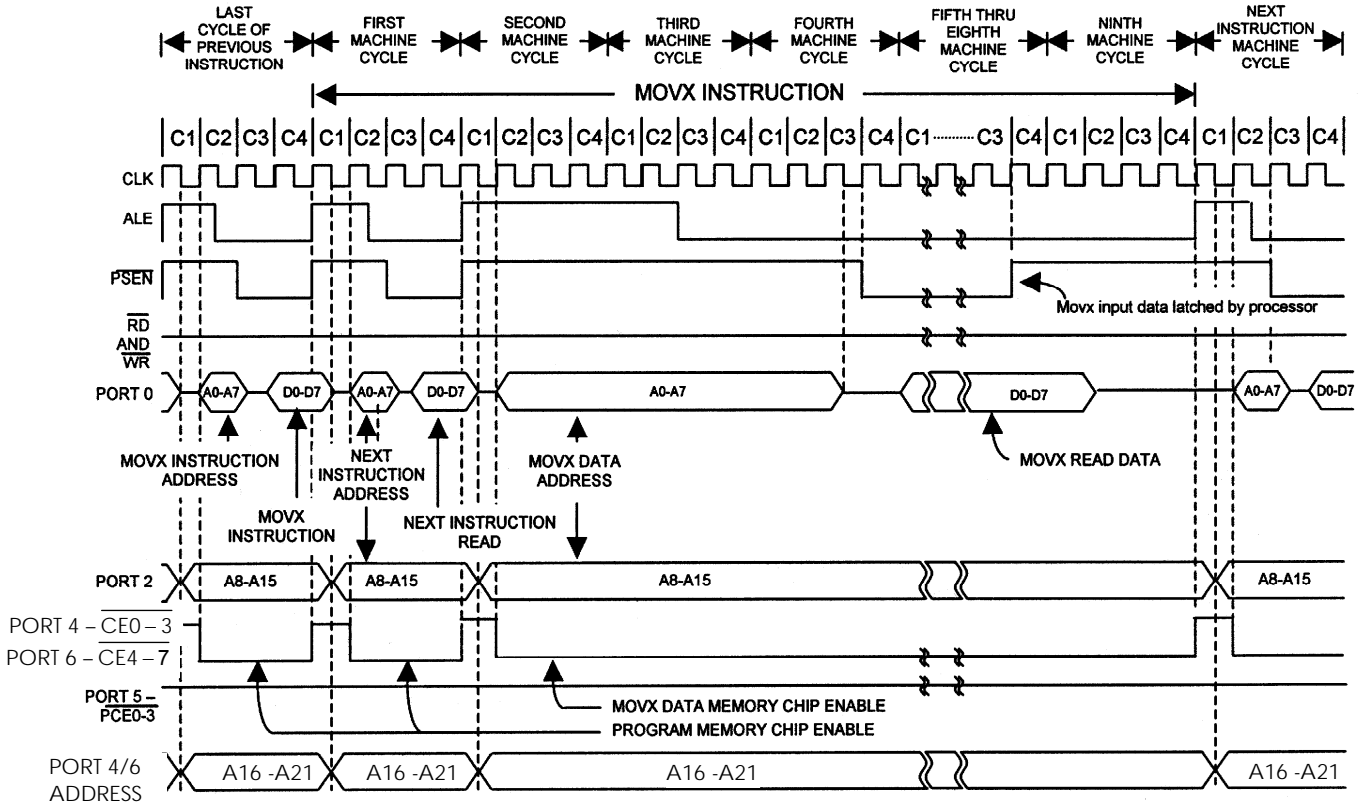 LAST
CYCLE OF
PREVIOUS
INSTRUCTION
FIRST
MACHINE
CYCLE
SECOND
MACHINE
CYCLE
THIRD
MACHINE
CYCLE
FOURTH
MACHINE
CYCLE
FIFTH THRU
EIGHTH
MACHINE
CYCLE
NINTH
MACHINE
CYCLE
NEXT
INSTRUCTION
MACHINE
CYCLE
MOVX INSTRUCTION
C1 C2 C3 C4 C1 C2 C3 C4 C1 C2 C3 C4 C1 C2 C3 C4 C1 C2 C3 C4 C1 ........... C3 C4 C1 C2 C3 C4 C1 C2 C3 C4
CLK
ALE
PSEN
Movx input data latched by processor
RD
AND
WR
PORT 0 A0-A7 D0-D7 A0-A7 D0-D7 A0-A7 D0-D7 A0-A7 D0-D7
MOVX INSTRUCTION
ADDRESS
NEXT
INSTRUCTION
ADDRESS
MOVX DATA
ADDRESS
MOVX READ DATA
MOVX
INSTRUCTION
NEXT INSTRUCTION
READ
PORT 2 A8-A15 A8-A15 A8-A15 A8-A15
PORT 4 – CE0 – 3
PORT 6 – CE4 – 7
PORT 5 –
PCE0-3
MOVX DATA MEMORY CHIP ENABLE
PROGRAM MEMORY CHIP ENABLE
PORT 4/6
ADDRESS
A16 -A21 A16 -A21 A16 -A21 A16 -A21